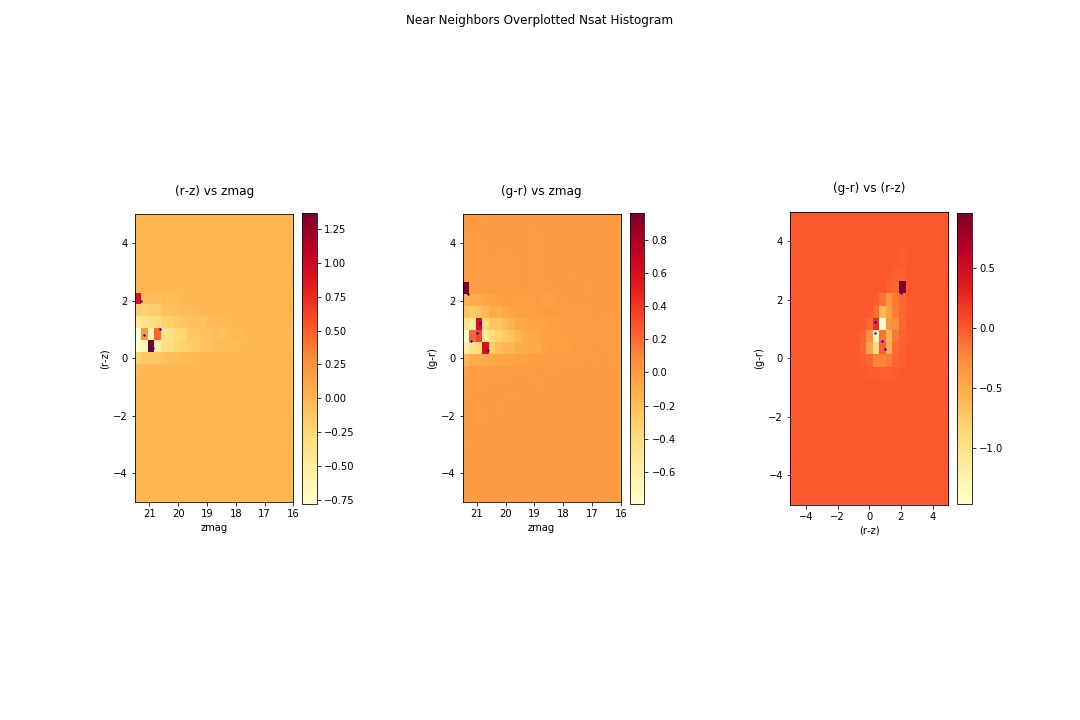 Near Neighbors Overplotted Nsat Histogram
(r-z) vs zmag
(r-z)
4
2
0
−2
−4
21 20 19 18 17 16
zmag
1.25
1.00
0.75
0.50
0.25
0.00
−0.25
−0.50
−0.75
(g-r) vs zmag
(g-r)
4
2
0
−2
−4
21 20 19 18 17 16
zmag
0.8
0.6
0.4
0.2
0.0
−0.2
−0.4
−0.6
(g-r) vs (r-z)
(g-r)
4
2
0
−2
−4
−4 −2 0 2 4
(r-z)
0.5
0.0
−0.5
−1.0